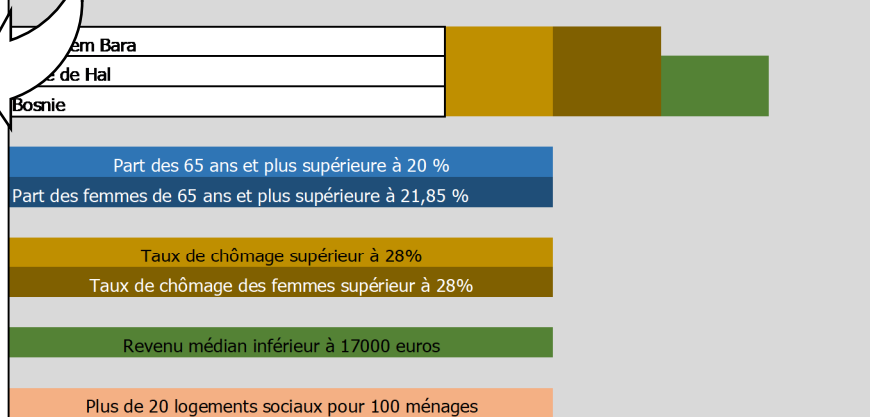 Bara
de Hal
Bosnie
Part des 65 ans et plus supérieure à 20 %
Part des femmes de 65 ans et plus supérieure à 21,85 %
Taux de chômage supérieur à 28%
Taux de chômage des femmes supérieur à 28%
Revenu médian inférieur à 17000 euros
Plus de 20 logements sociaux pour 100 ménages